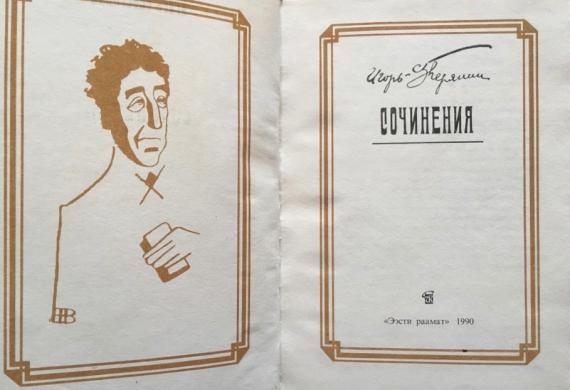 Игорь-Северянин
СОЧИНЕНИЯ
«Ээсти раамат» 1990